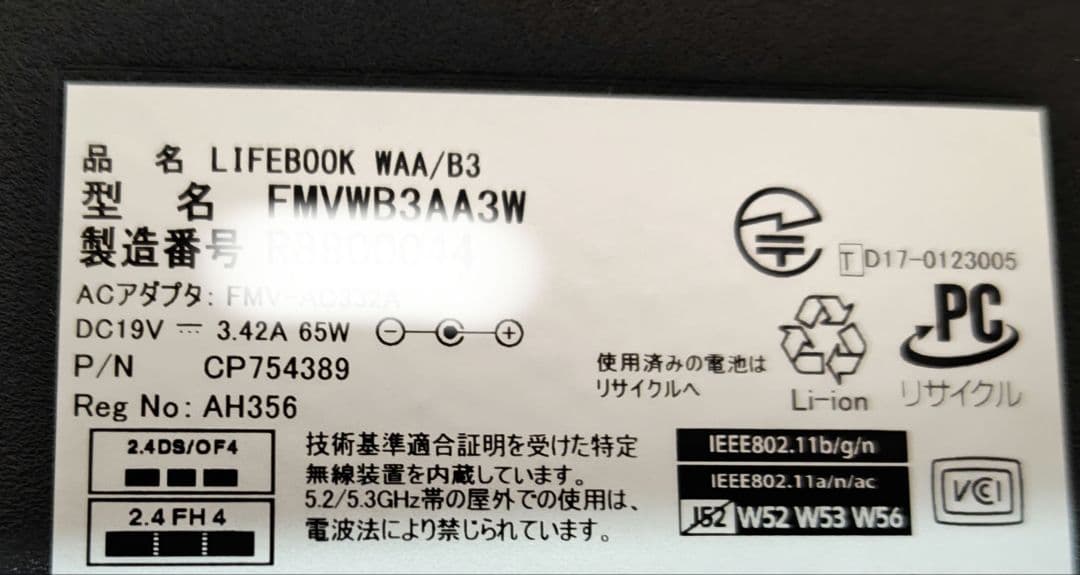 品 名 LIFEBOOK WAA/B3
型 名 FMVWB3AA3W
製造番号
ACアダプタ:
DC19V ⎓ 3.42A 65W
P/N CP754389
Reg No: AH356
T D17-0123005
使用済みの電池は
リサイクルへ
Li-ion
PC
リサイクル
2.4DS/OF4
2.4FH4
技術基準適合証明を受けた特定
無線装置を内蔵しています。
5.2/5.3GHz帯の屋外での使用は、
電波法により禁じられています。
IEEE802.11b/g/n
IEEE802.11a/n/ac
J52 W52 W53 W56
VCCI